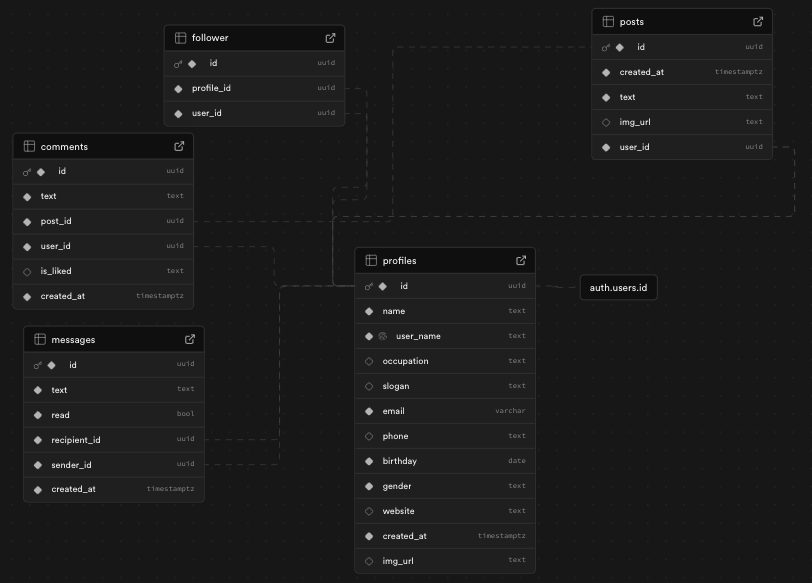 follower
id uuid
profile_id uuid
user_id uuid
posts
id uuid
created_at timestamptz
text text
img_url text
user_id uuid
comments
id uuid
text text
post_id uuid
user_id uuid
is_liked text
created_at timestamptz
messages
id uuid
text text
read bool
recipient_id uuid
sender_id uuid
created_at timestamptz
profiles
id uuid
name text
user_name text
occupation text
slogan text
email varchar
phone text
birthday date
gender text
website text
created_at timestamptz
img_url text
auth.users.id